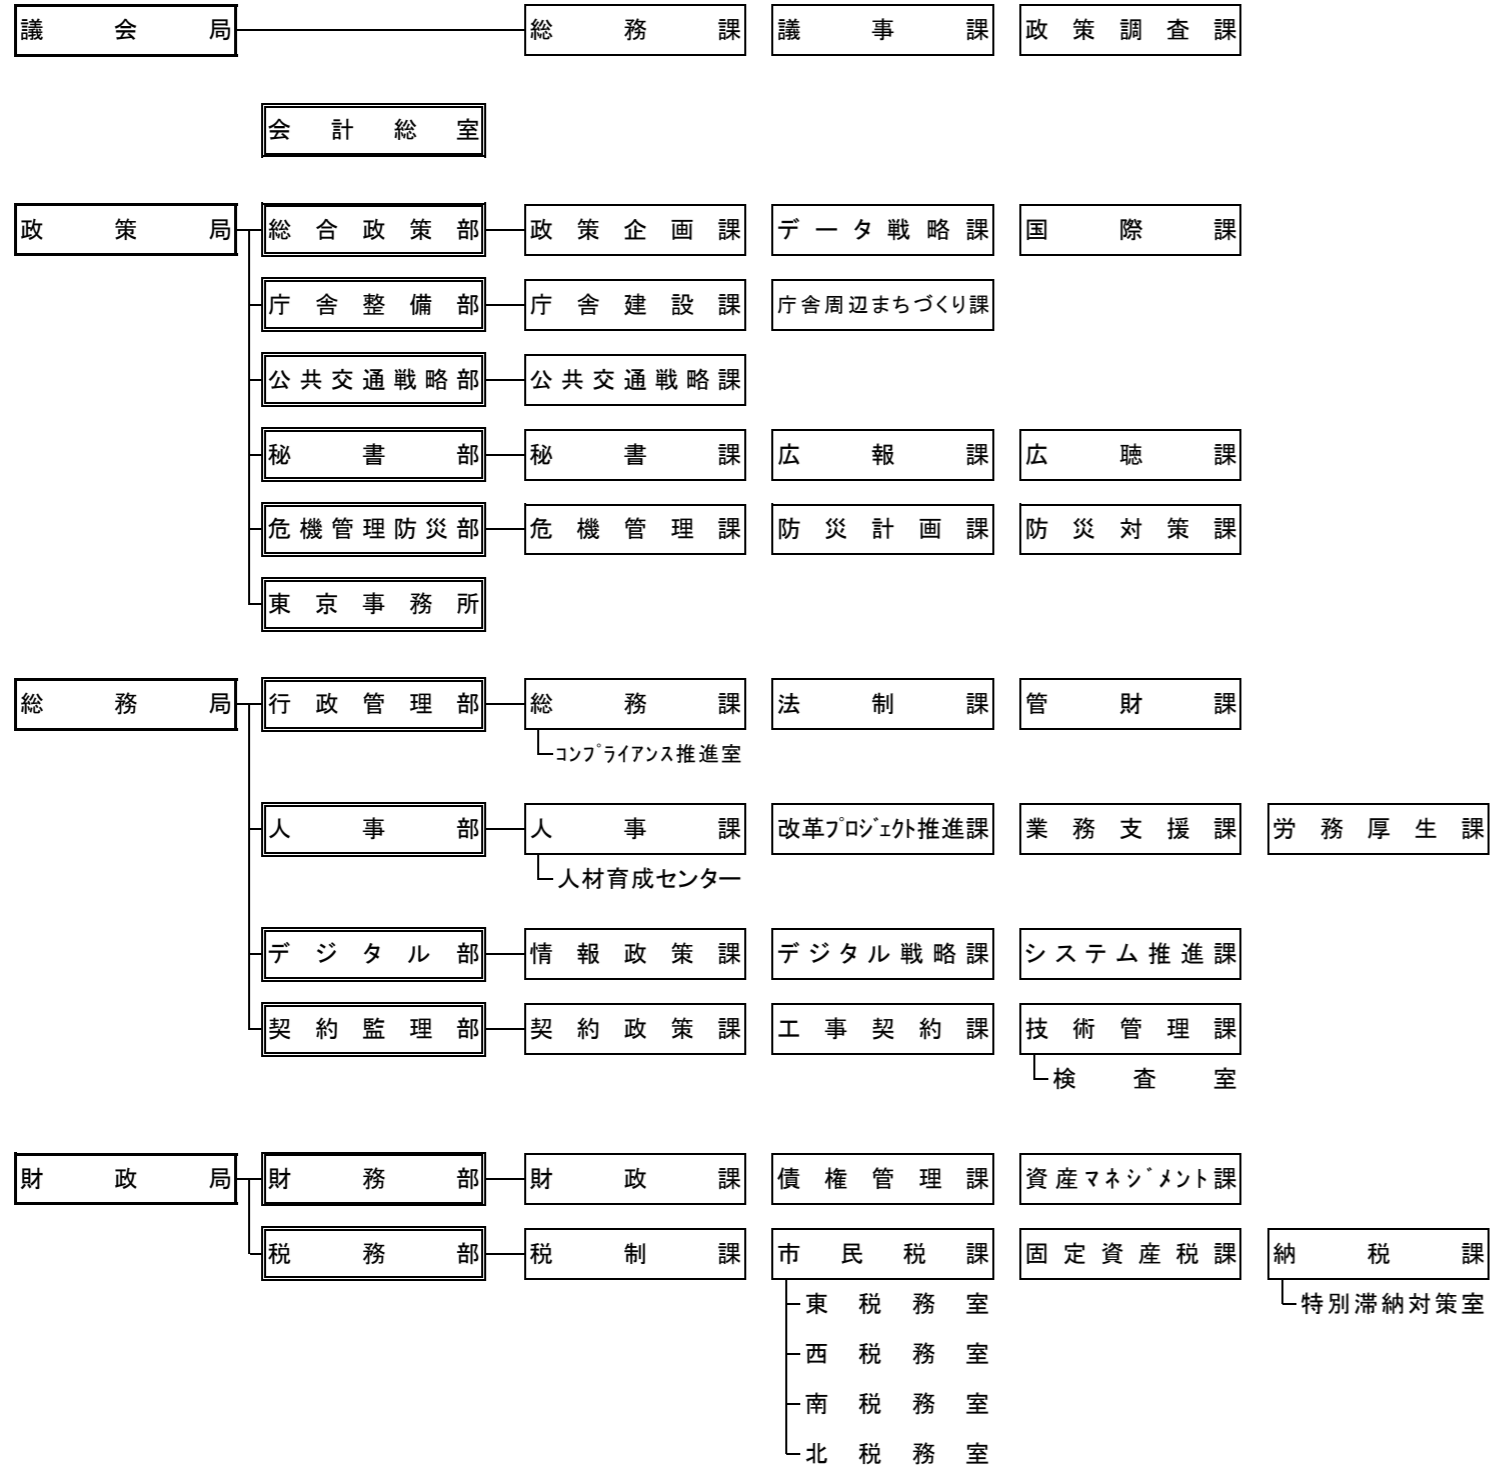 議会局 総務課 議事課 政策調査課
会計総室
政策局 総合政策部 政策企画課 データ戦略課 国際課
庁舎整備部 庁舎建設課 庁舎周辺まちづくり課
公共交通戦略部 公共交通戦略課
秘書部 秘書課 広報課 広聴課
危機管理防災部 危機管理課 防災計画課 防災対策課
東京事務所
総務局 行政管理部 総務課 法制課 管財課
ｺﾝﾌﾟﾗｲｱﾝｽ推進室
人事部 人事課 改革ﾌﾟﾛｼﾞｪｸﾄ推進課 業務支援課 労務厚生課
人材育成センター
デジタル部 情報政策課 デジタル戦略課 システム推進課
契約監理部 契約政策課 工事契約課 技術管理課
検査室
財政局 財務部 財政課 債権管理課 資産ﾏﾈｼﾞﾒﾝﾄ課
税務部 税制課 市民税課 固定資産税課 納税課
東税務室 特別滞納対策室
西税務室
南税務室
北税務室